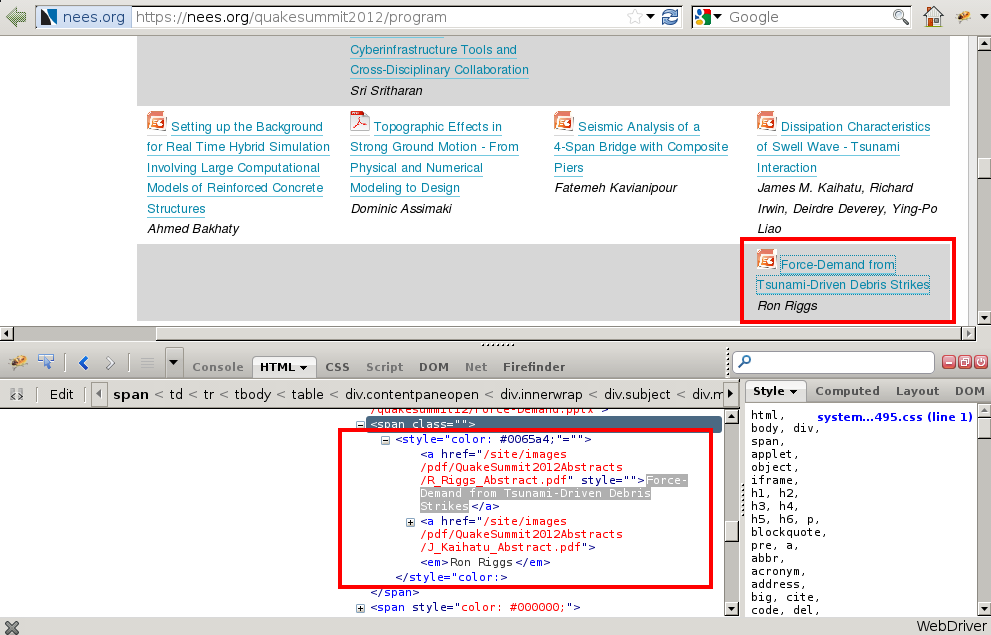 nees.org https://nees.org/quakesummit2012/program Google
Cyberinfrastructure Tools and
Cross-Disciplinary Collaboration
Sri Sritharan
Setting up the Background
for Real Time Hybrid Simulation
Involving Large Computational
Models of Reinforced Concrete
Structures
Ahmed Bakhaty
Topographic Effects in
Strong Ground Motion - From
Physical and Numerical
Modeling to Design
Dominic Assimaki
Seismic Analysis of a
4-Span Bridge with Composite
Piers
Fatemeh Kavianipour
Dissipation Characteristics
of Swell Wave - Tsunami
Interaction
James M. Kaihatu, Richard
Irwin, Deirdre Deverey, Ying-Po
Liao
Force-Demand from
Tsunami-Driven Debris Strikes
Ron Riggs
Console HTML CSS Script DOM Net Firefinder
Edit span < td < tr < tbody < table < div.contentpaneopen < div.innerwrap < div.subject < div.m
/quakesummit12/Force-Demand.pptx">
<span class="">
<style="color: #0065a4;"="">
<a href="/site/images
/pdf/QuakeSummit2012Abstracts
/R_Riggs_Abstract.pdf" style="">Force-
Demand from Tsunami-Driven Debris
Strikes</a>
<a href="/site/images
/pdf/QuakeSummit2012Abstracts
/J_Kaihatu_Abstract.pdf">
<em>Ron Riggs</em>
</style="color:>
</span>
<span style="color: #000000;">
Style Computed Layout DOM
html, system...495.css (line 1)
body, div,
span,
applet,
object,
iframe,
h1, h2,
h3, h4,
h5, h6, p,
blockquote,
pre, a,
abbr,
acronym,
address,
big, cite,
code, del,
WebDriver